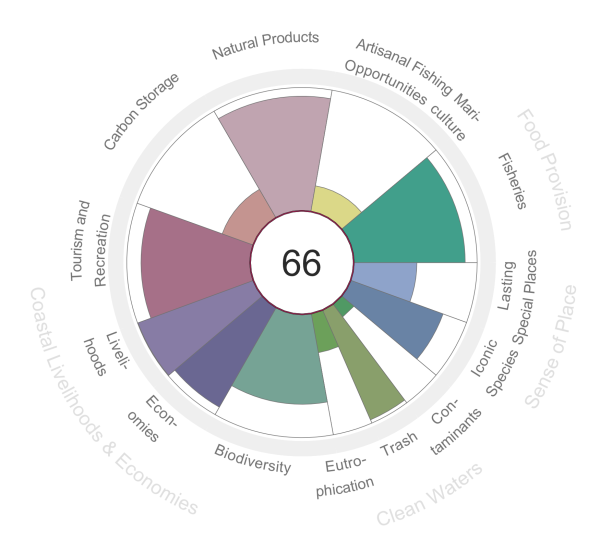 Natural Products
Artisanal Fishing
Opportunities
Mari-
culture
Fisheries
Food Provision
Lasting
Special Places
Iconic
Species
Sense of Place
Con-
taminants
Trash
Eutro-
phication
Clean Waters
Biodiversity
Econ-
omies
Liveli-
hoods
Coastal Livelihoods & Economies
Tourism and
Recreation
Carbon Storage
66